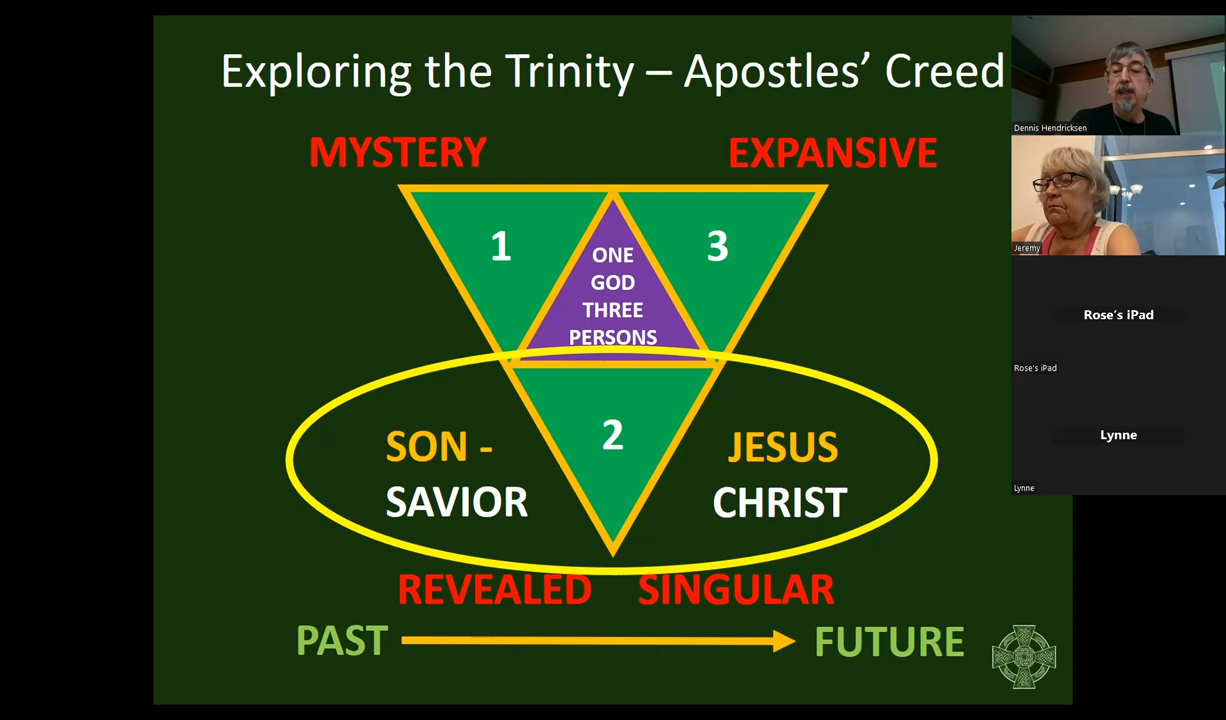 Exploring the Trinity – Apostles’ Creed
MYSTERY
EXPANSIVE
1
3
ONE
GOD
THREE
PERSONS
2
SON -
SAVIOR
JESUS
CHRIST
REVEALED SINGULAR
PAST
FUTURE
Dennis Hendricksen
Jeremy
Rose's iPad
Rose's iPad
Lynne
Lynne